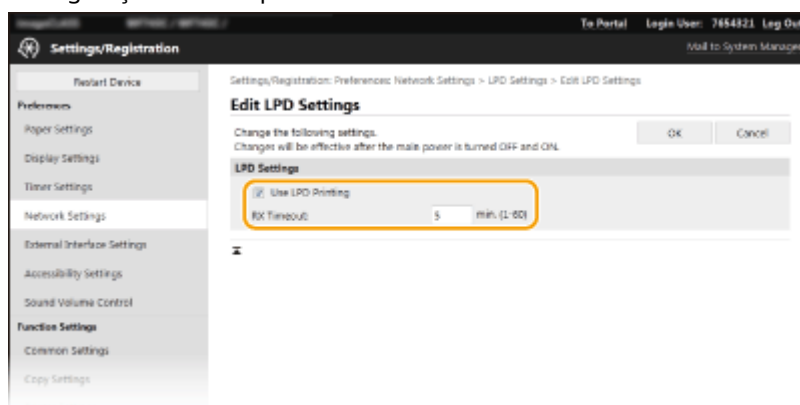 To Portal Login User: 7654321 Log Out
Settings/Registration
Mail to System Manager
Restart Device
Settings/Registration: Preferences: Network Settings > LPD Settings > Edit LPD Settings
Preferences
Edit LPD Settings
Paper Settings
Change the following settings.
Changes will be effective after the main power is turned OFF and ON.
OK Cancel
Display Settings
LPD Settings
Timer Settings
Use LPD Printing
Network Settings
RX Timeout: 5 min. (1-60)
External Interface Settings
Accessibility Settings
Sound Volume Control
Function Settings
Common Settings
Copy Settings